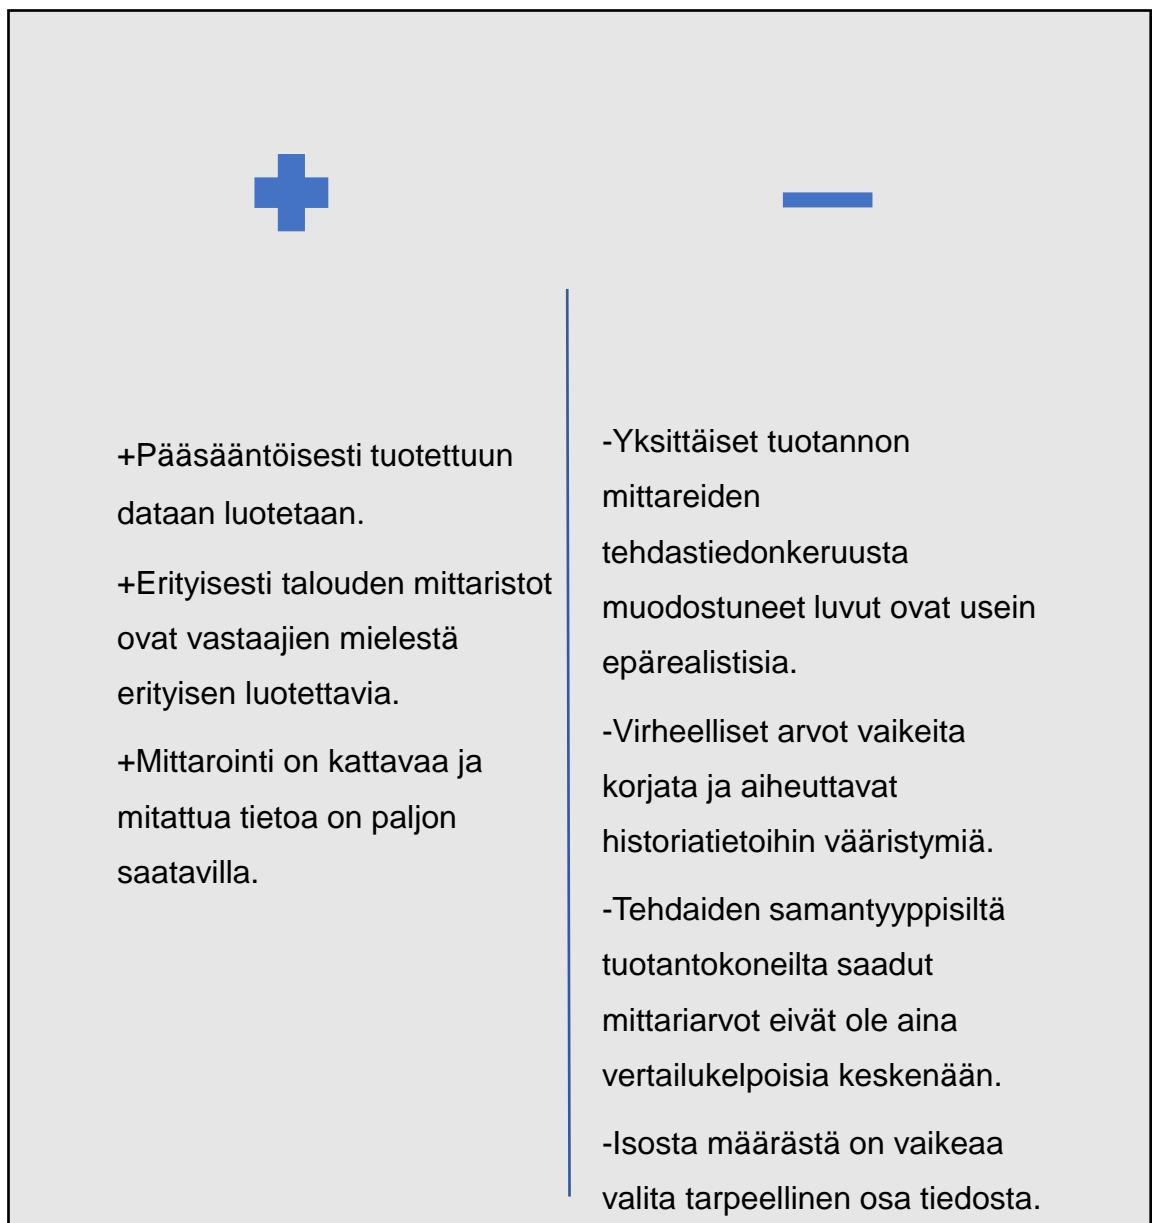 +Pääsääntöisesti tuotettuun
dataan luotetaan.
+Erityisesti talouden mittaristot
ovat vastaajien mielestä
erityisen luotettavia.
+Mittarointi on kattavaa ja
mitattua tietoa on paljon
saatavilla.
-Yksittäiset tuotannon
mittareiden
tehdastiedonkeruusta
muodostuneet luvut ovat usein
epärealistisia.
-Virheelliset arvot vaikeita
korjata ja aiheuttavat
historiatietoihin vääristymiä.
-Tehdaiden samantyyppisiltä
tuotantokoneilta saadut
mittariarvot eivät ole aina
vertailukelpoisia keskenään.
-Isosta määrästä on vaikeaa
valita tarpeellinen osa tiedosta.